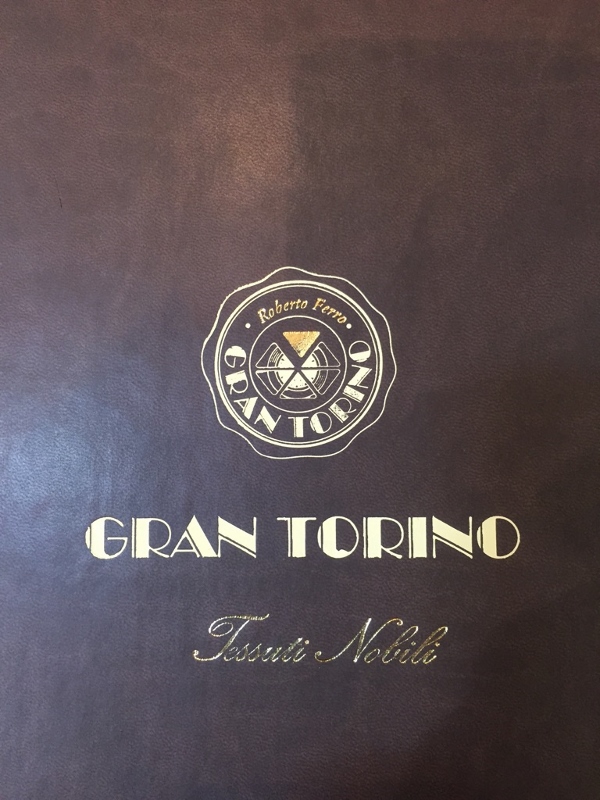 • Roberto Ferro •
GRAN TORINO
GRAN TORINO
Tessuti Nobili